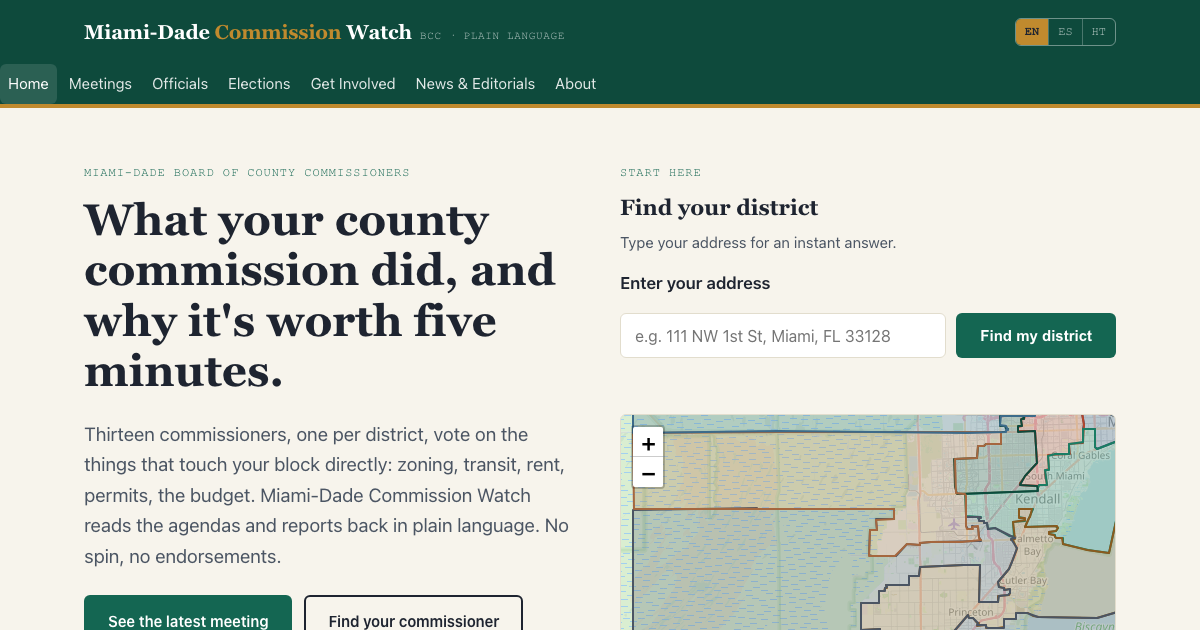 Miami-Dade Commission Watch BCC · PLAIN LANGUAGE
EN ES HT
Home Meetings Officials Elections Get Involved News & Editorials About
MIAMI-DADE BOARD OF COUNTY COMMISSIONERS
What your county
commission did, and
why it's worth five
minutes.
Thirteen commissioners, one per district, vote on the
things that touch your block directly: zoning, transit, rent,
permits, the budget. Miami-Dade Commission Watch
reads the agendas and reports back in plain language. No
spin, no endorsements.
See the latest meeting
Find your commissioner
START HERE
Find your district
Type your address for an instant answer.
Enter your address
e.g. 111 NW 1st St, Miami, FL 33128
Find my district
+
−
Coral Gables
South Miami
Kendall
Palmetto
Bay
Cutler Bay
Princeton